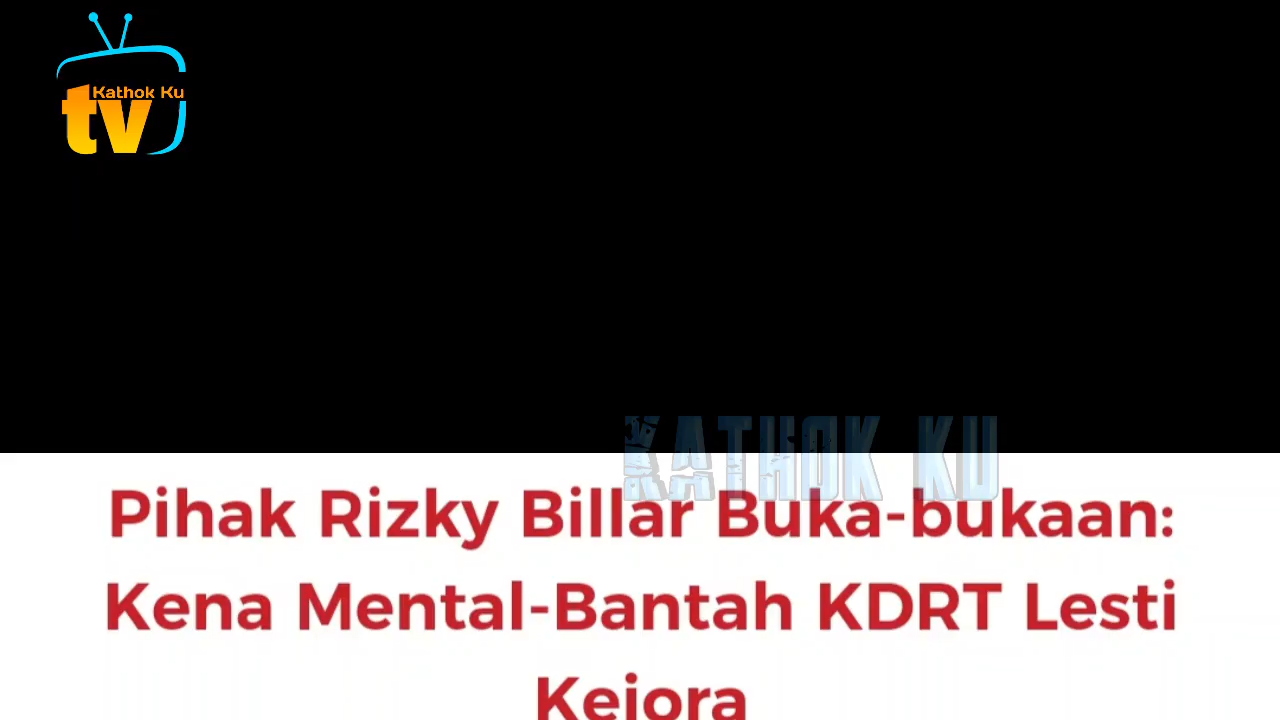 Kathok Ku
tv
KATHOK KU
Pihak Rizky Billar Buka-bukaan:
Kena Mental-Bantah KDRT Lesti
Kejora